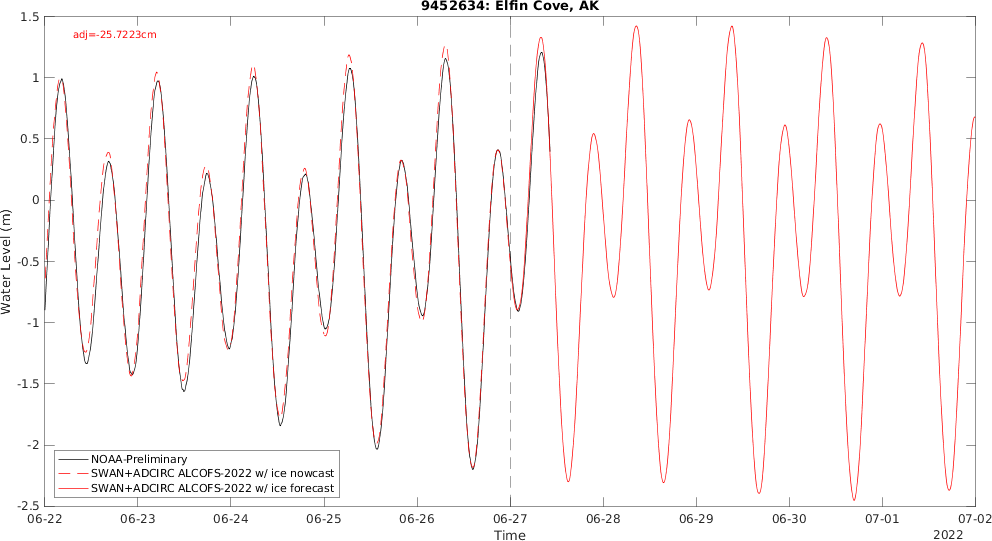 9452634: Elfin Cove, AK
adj=-25.7223cm
1.5
1
0.5
0
-0.5
-1
-1.5
-2
-2.5
Water Level (m)
NOAA-Preliminary
SWAN+ADCIRC ALCOFS-2022 w/ ice nowcast
SWAN+ADCIRC ALCOFS-2022 w/ ice forecast
06-22 06-23 06-24 06-25 06-26 06-27 06-28 06-29 06-30 07-01 07-02
Time
2022